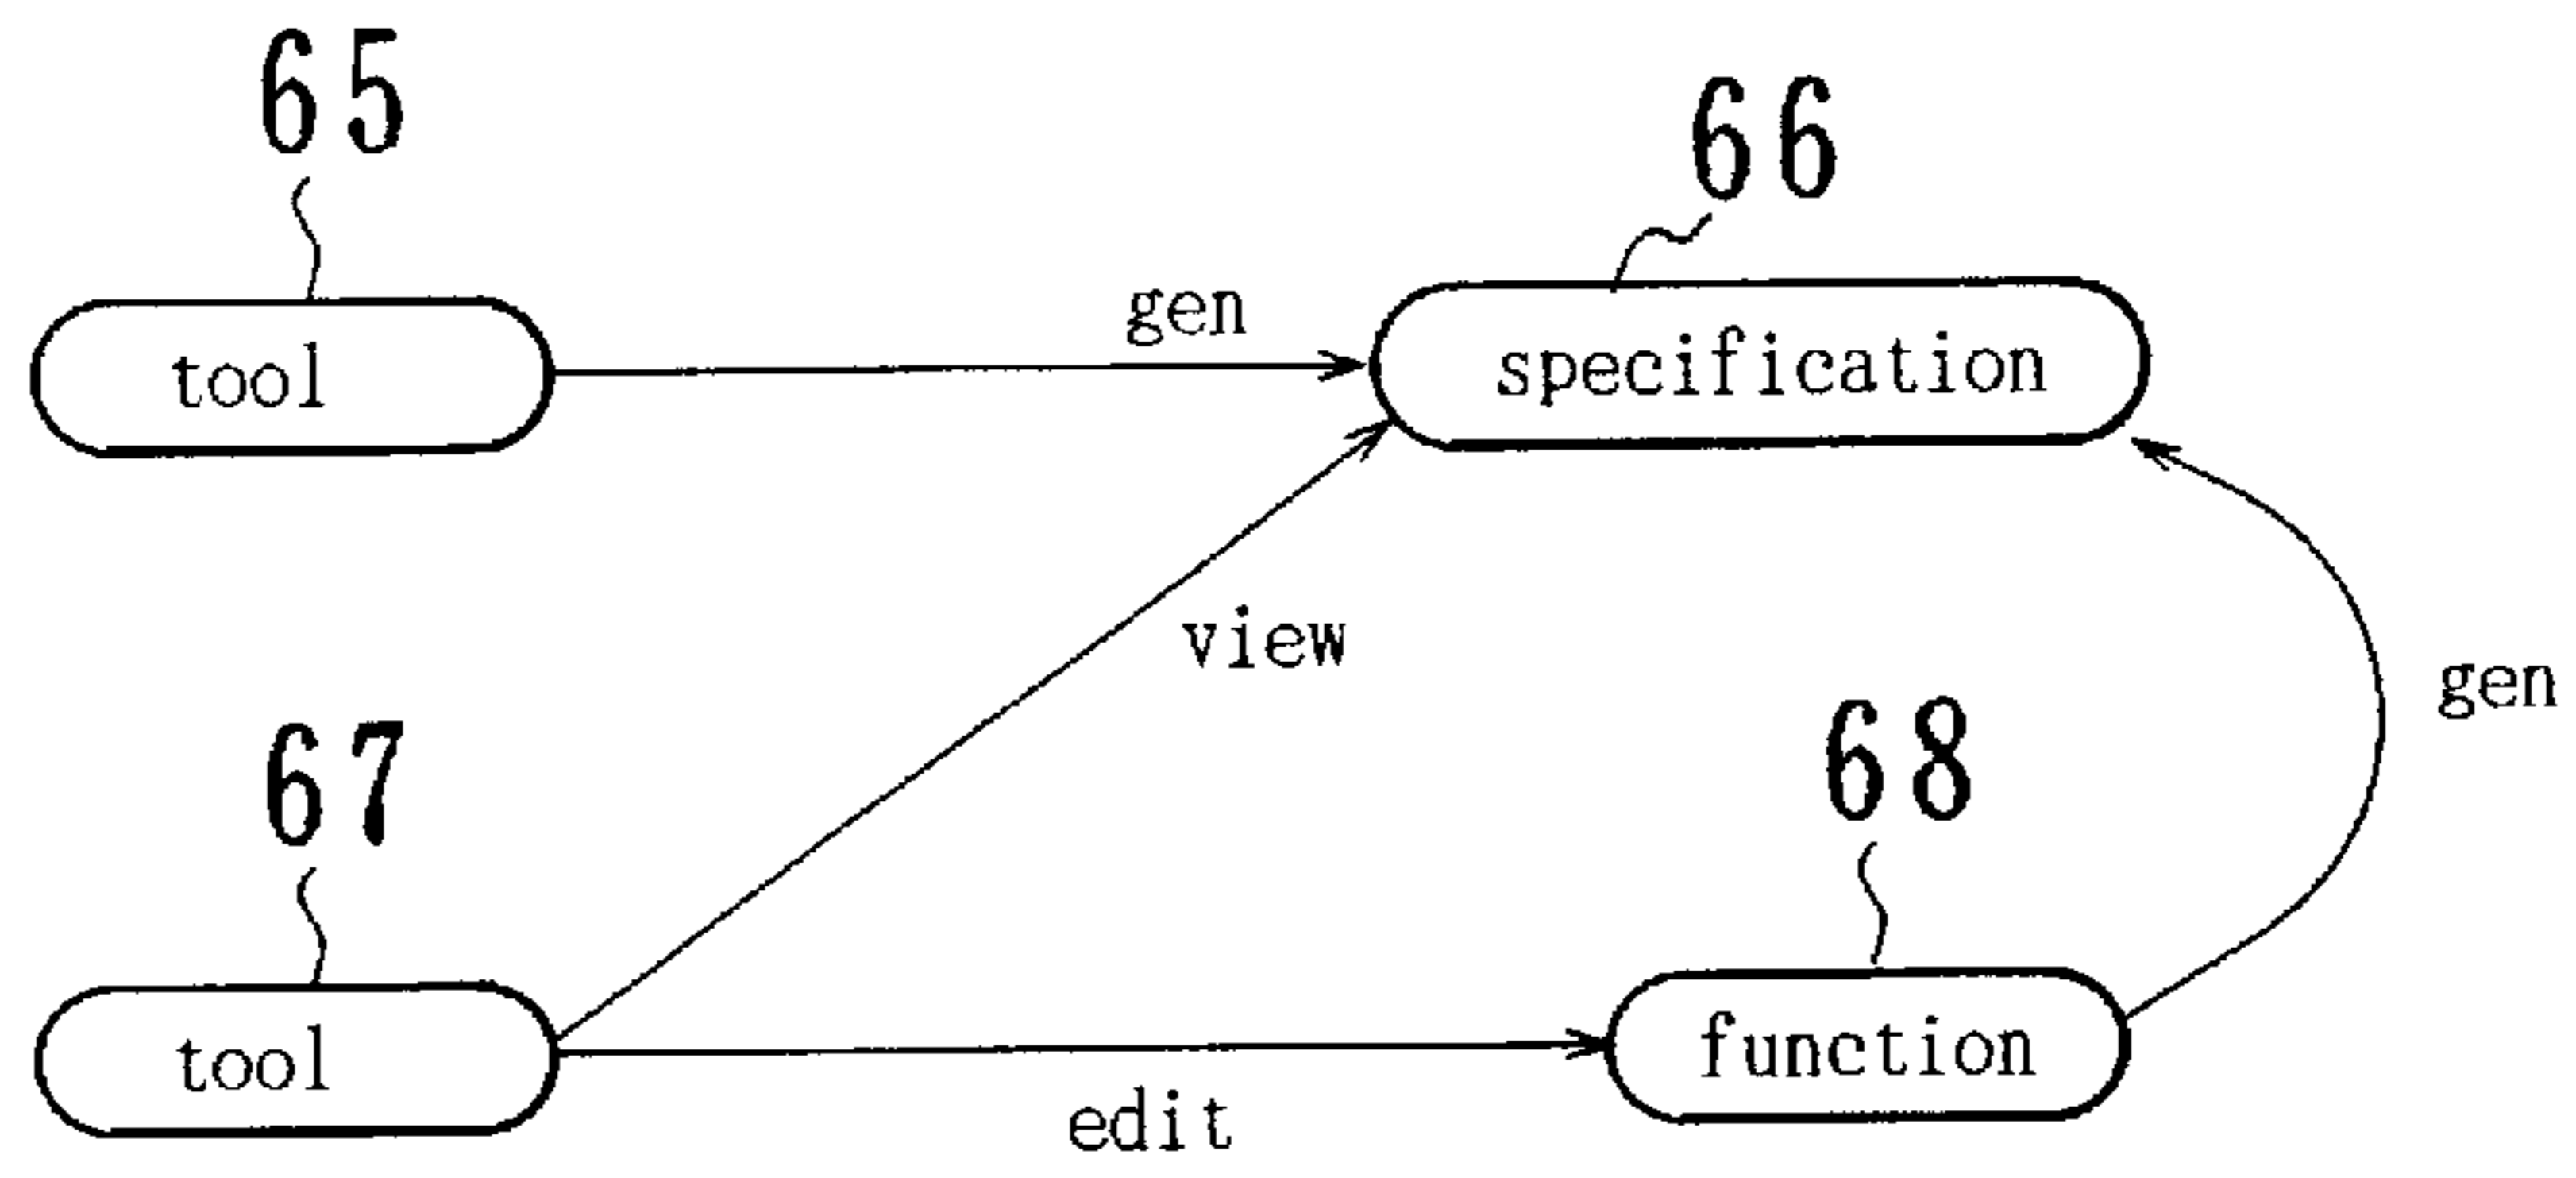 65
66
gen
tool
specification
view
gen
67
68
tool
function
edit